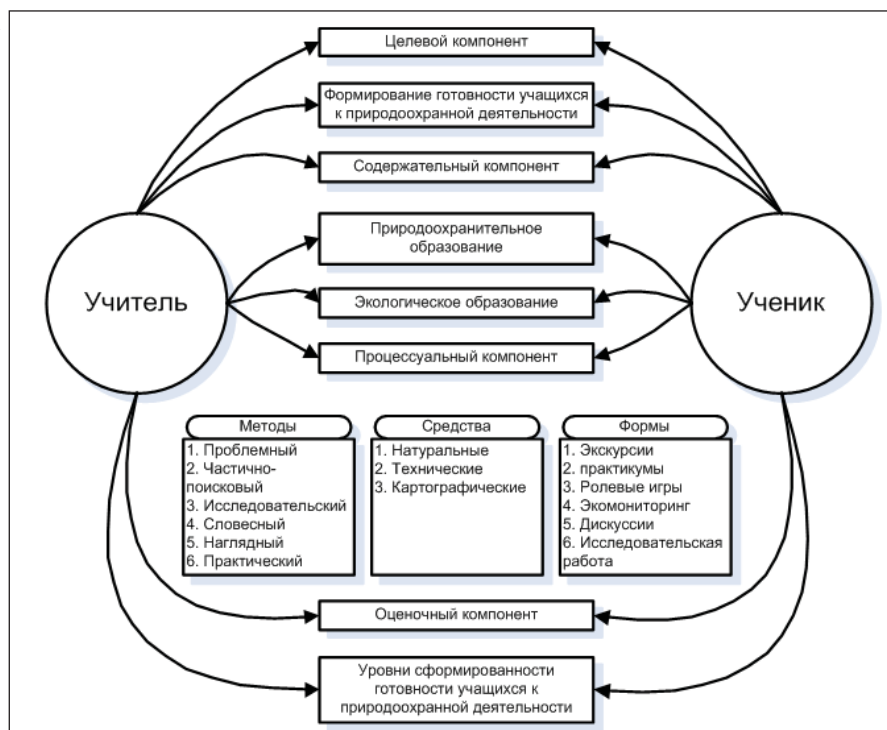 Целевой компонент
Формирование готовности учащихся
к природоохранной деятельности
Содержательный компонент
Природоохранительное
образование
Учитель
Экологическое образование
Ученик
Процессуальный компонент
Методы
1. Проблемный
2. Частично-
поисковый
3. Исследовательский
4. Словесный
5. Наглядный
6. Практический
Средства
1. Натуральные
2. Технические
3. Картографические
Формы
1. Экскурсии
2. практикумы
3. Ролевые игры
4. Экомониторинг
5. Дискуссии
6. Исследовательская
работа
Оценочный компонент
Уровни сформированности
готовности учащихся к
природоохранной деятельности